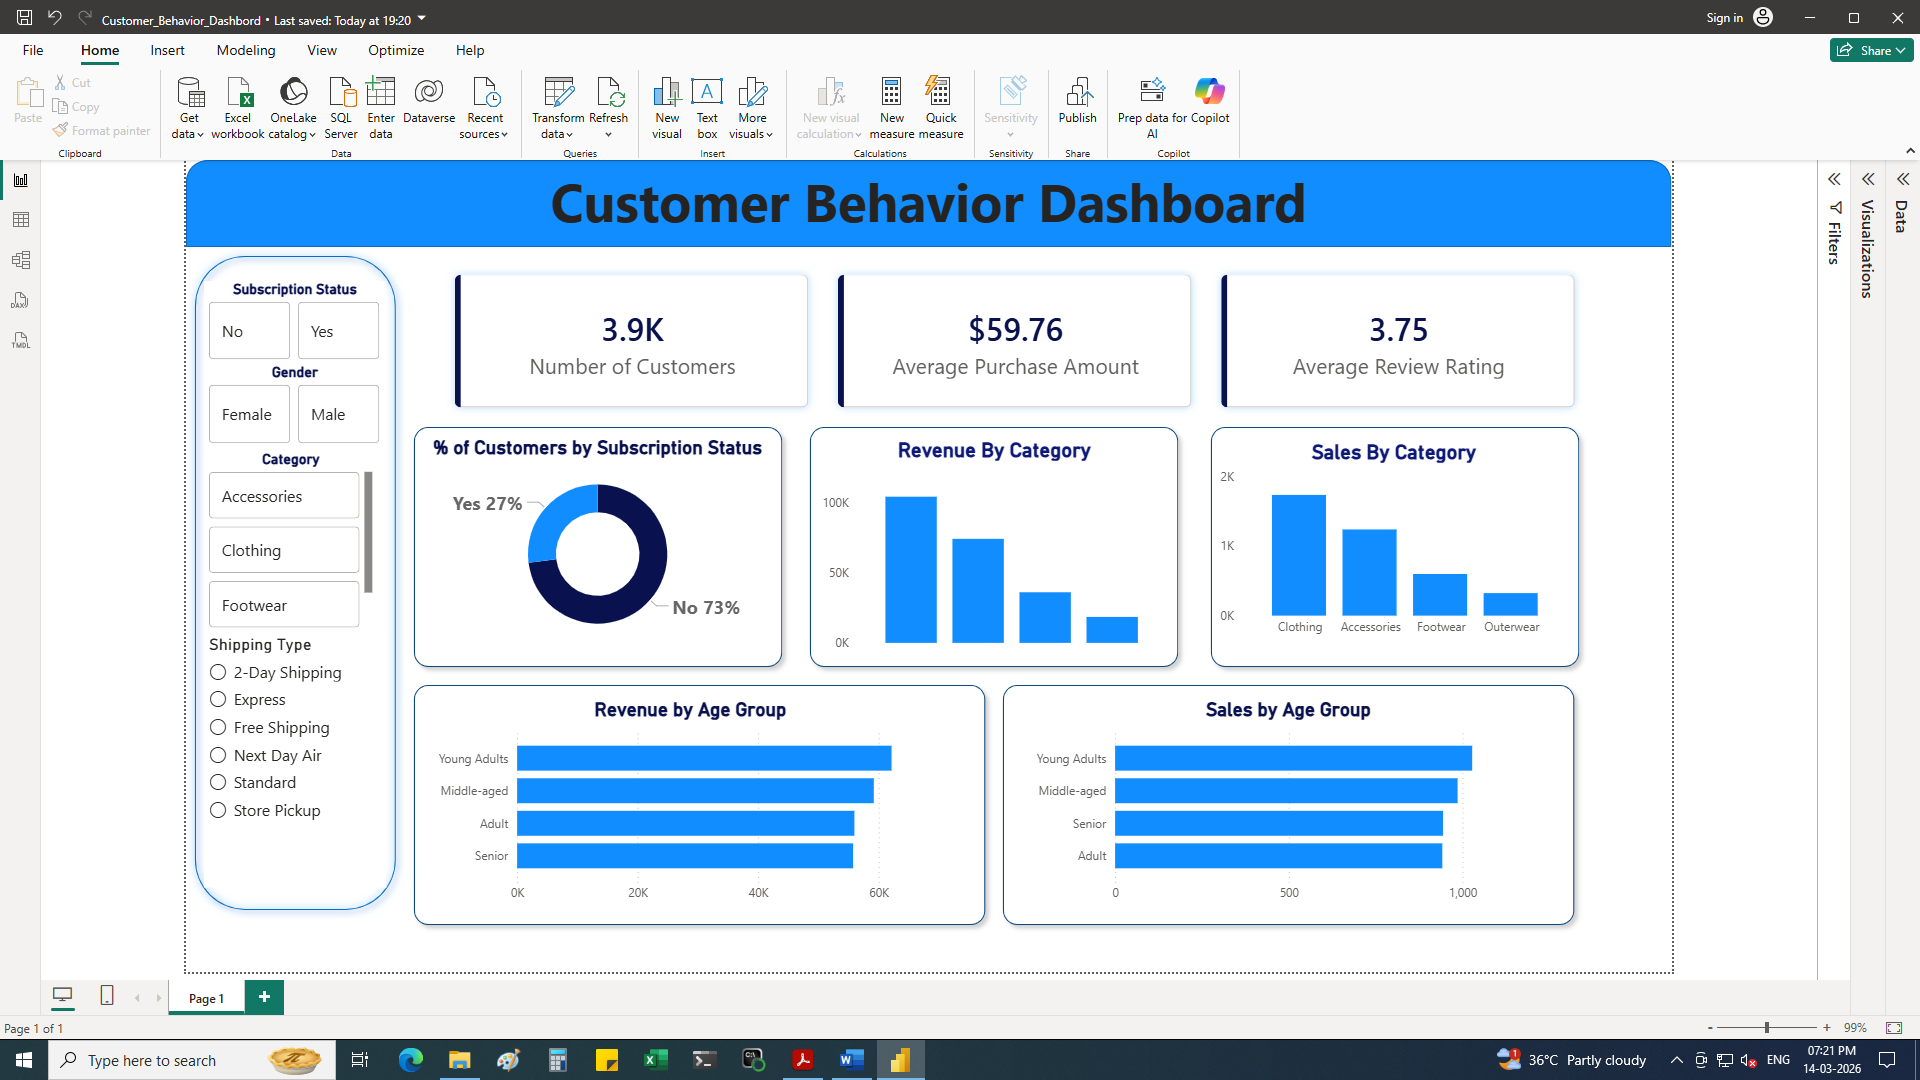 Customer_Behavior_Dashbord • Last saved: Today at 19:20
Sign in
File
Home
Insert
Modeling
View
Optimize
Help
Share
Paste
Cut
Copy
Format painter
Clipboard
Get data
Excel workbook
OneLake catalog
SQL Server
Enter data
Dataverse
Recent sources
Data
Transform data
Refresh
Queries
New visual
Text box
More visuals
Insert
New visual calculation
New measure
Quick measure
Calculations
Sensitivity
Sensitivity
Publish
Share
Prep data for AI
Copilot
Copilot
DAX
TMDL
Customer Behavior Dashboard
Subscription Status
No
Yes
Gender
Female
Male
Category
Accessories
Clothing
Footwear
Shipping Type
2-Day Shipping
Express
Free Shipping
Next Day Air
Standard
Store Pickup
3.9K
Number of Customers
$59.76
Average Purchase Amount
3.75
Average Review Rating
% of Customers by Subscription Status
Yes 27%
No 73%
Revenue By Category
100K
50K
0K
Sales By Category
2K
1K
0K
Clothing
Accessories
Footwear
Outerwear
Revenue by Age Group
Young Adults
Middle-aged
Adult
Senior
0K
20K
40K
60K
Sales by Age Group
Young Adults
Middle-aged
Senior
Adult
0
500
1,000
Filters
Visualizations
Data
Page 1
Page 1 of 1
- + 99%
Type here to search
36°C Partly cloudy
ENG
07:21 PM
14-03-2026